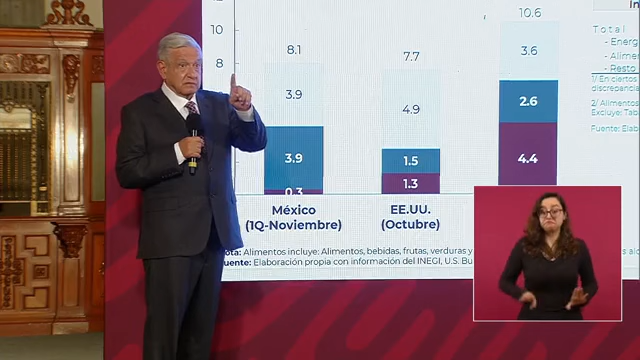 10
8
8.1
3.9
3.9
0.3
México
(1Q-Noviembre)
7.7
4.9
1.5
1.3
EE.UU.
(Octubre)
10.6
3.6
2.6
4.4
In
Total
- Energ
- Alime
- Resto
1/ En ciertos
discrepancia
2/ Alimentos
Excluye: Tab
Fuente: Elab
ota: Alimentos incluye: Alimentos, bebidas, frutas, verduras y
uente: Elaboración propia con información del INEGI, U.S. Bu